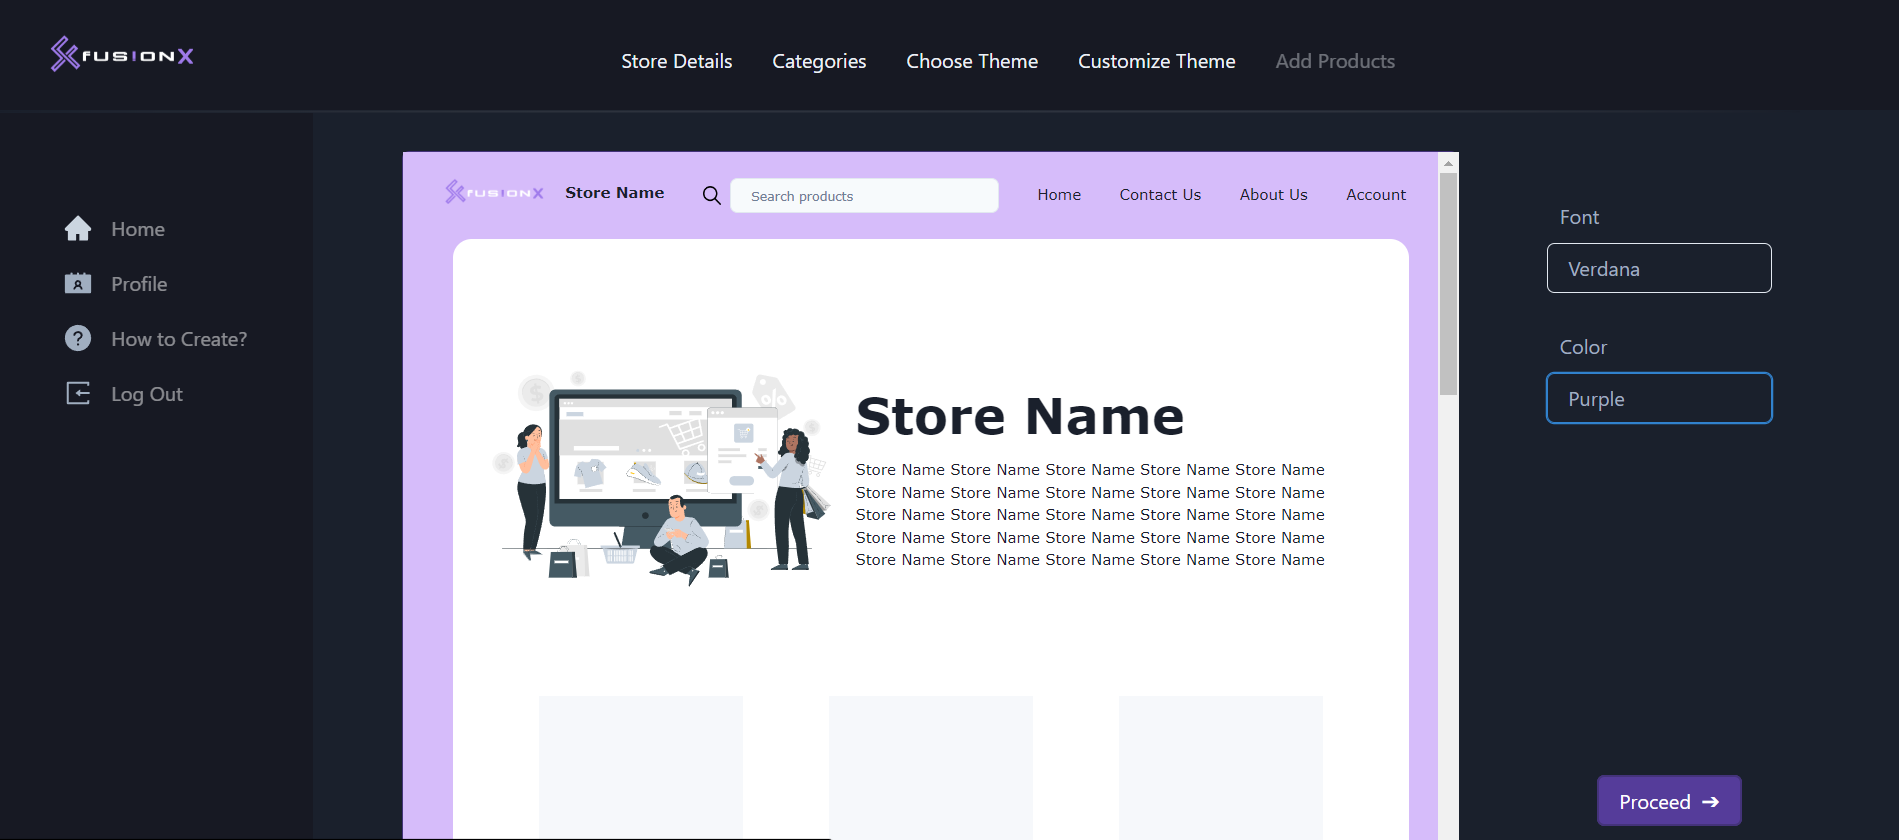 fusionX
Store Details Categories Choose Theme Customize Theme Add Products
Home
Profile
How to Create?
Log Out
fusionX Store Name Search products Home Contact Us About Us Account
Store Name
Store Name Store Name Store Name Store Name Store Name
Store Name Store Name Store Name Store Name Store Name
Store Name Store Name Store Name Store Name Store Name
Store Name Store Name Store Name Store Name Store Name
Store Name Store Name Store Name Store Name Store Name
Font
Verdana
Color
Purple
Proceed ➔